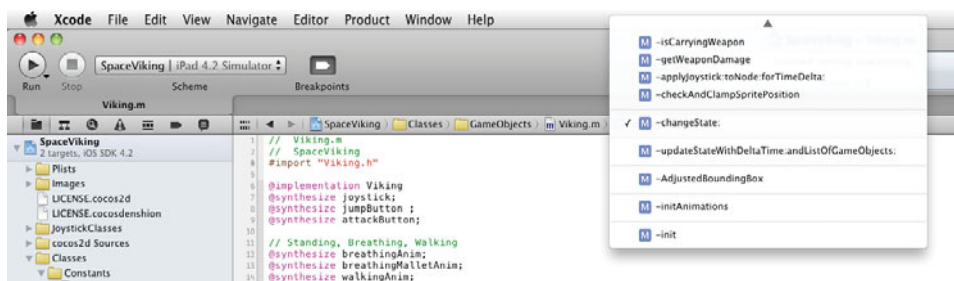 Xcode File Edit View Navigate Editor Product Window Help
SpaceViking | iPad 4.2 Simulator
Run Stop Scheme Breakpoints
Viking.m
SpaceViking
2 targets, iOS SDK 4.2
Plists
Images
LICENSE.cocos2d
LICENSE.cocosdenshion
JoystickClasses
cocos2d Sources
Classes
Constants
SpaceViking Classes GameObjects Viking.m
// Viking.m
// SpaceViking
#import "Viking.h"
@implementation Viking
@synthesize joystick;
@synthesize jumpButton ;
@synthesize attackButton;
// Standing, Breathing, Walking
@synthesize breathingAnim;
@synthesize breathingMalletAnim;
@synthesize walkingAnim;
M -isCarryingWeapon
M -getWeaponDamage
M -applyJoystick:toNode:forTimeDelta:
M -checkAndClampSpritePosition
✓ M -changeState:
M -updateStateWithDeltaTime:andListOfGameObjects:
M -AdjustedBoundingBox
M -initAnimations
M -init